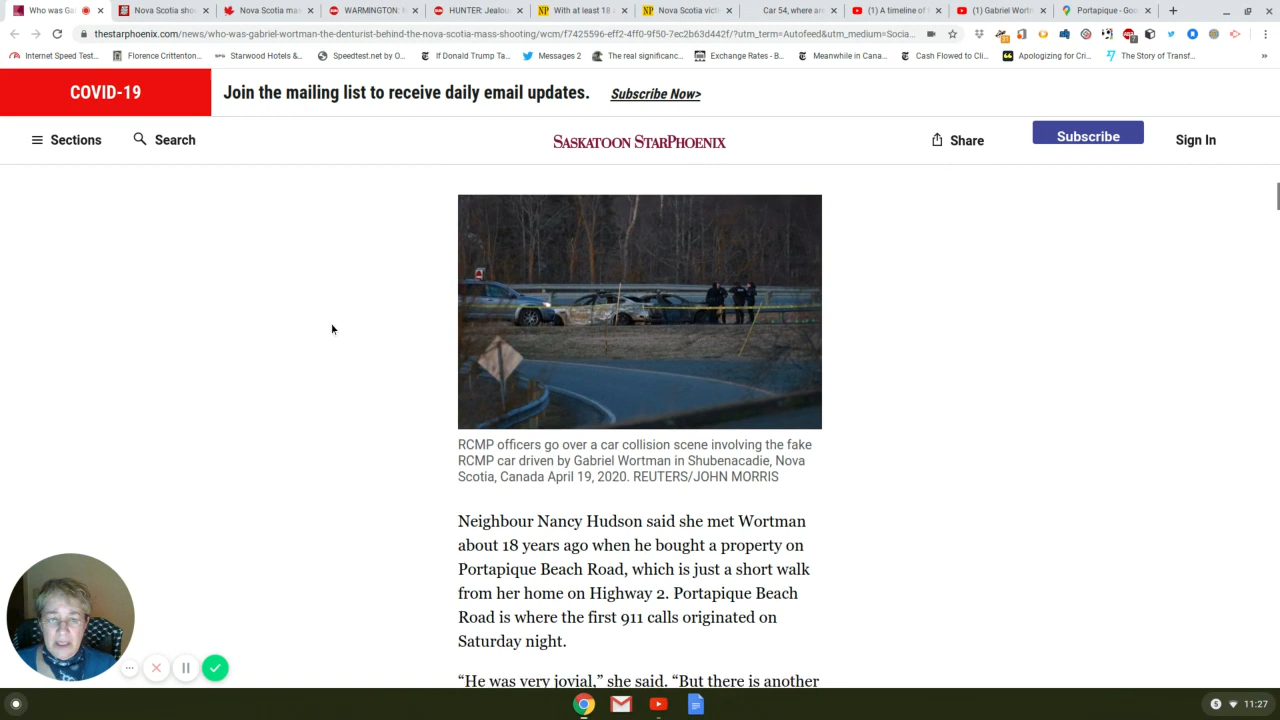 Who was Ga
Nova Scotia sho
Nova Scotia ma
WARMINGTON:
HUNTER: Jealou
With at least 18
Nova Scotia victi
Car 54, where are
(1) A timeline of
(1) Gabriel Wortm
Portapique - Goo
thestarphoenix.com/news/who-was-gabriel-wortman-the-denturist-behind-the-nova-scotia-mass-shooting/wcm/f7425596-eff2-4ff0-9f50-7ec2b63d442f/?utm_term=Autofeed&utm_medium=Socia...
Internet Speed Test...
Florence Crittenton...
Starwood Hotels &...
Speedtest.net by O...
If Donald Trump Ta...
Messages 2
The real significanc...
Exchange Rates - B...
Meanwhile in Cana...
Cash Flowed to Cli...
Apologizing for Cri...
The Story of Transf...
COVID-19
Join the mailing list to receive daily email updates.
Subscribe Now>
Sections
Search
SASKATOON STARPHOENIX
Share
Subscribe
Sign In
RCMP officers go over a car collision scene involving the fake
RCMP car driven by Gabriel Wortman in Shubenacadie, Nova
Scotia, Canada April 19, 2020. REUTERS/JOHN MORRIS
Neighbour Nancy Hudson said she met Wortman
about 18 years ago when he bought a property on
Portapique Beach Road, which is just a short walk
from her home on Highway 2. Portapique Beach
Road is where the first 911 calls originated on
Saturday night.
“He was very jovial,” she said. “But there is another
5
11:27